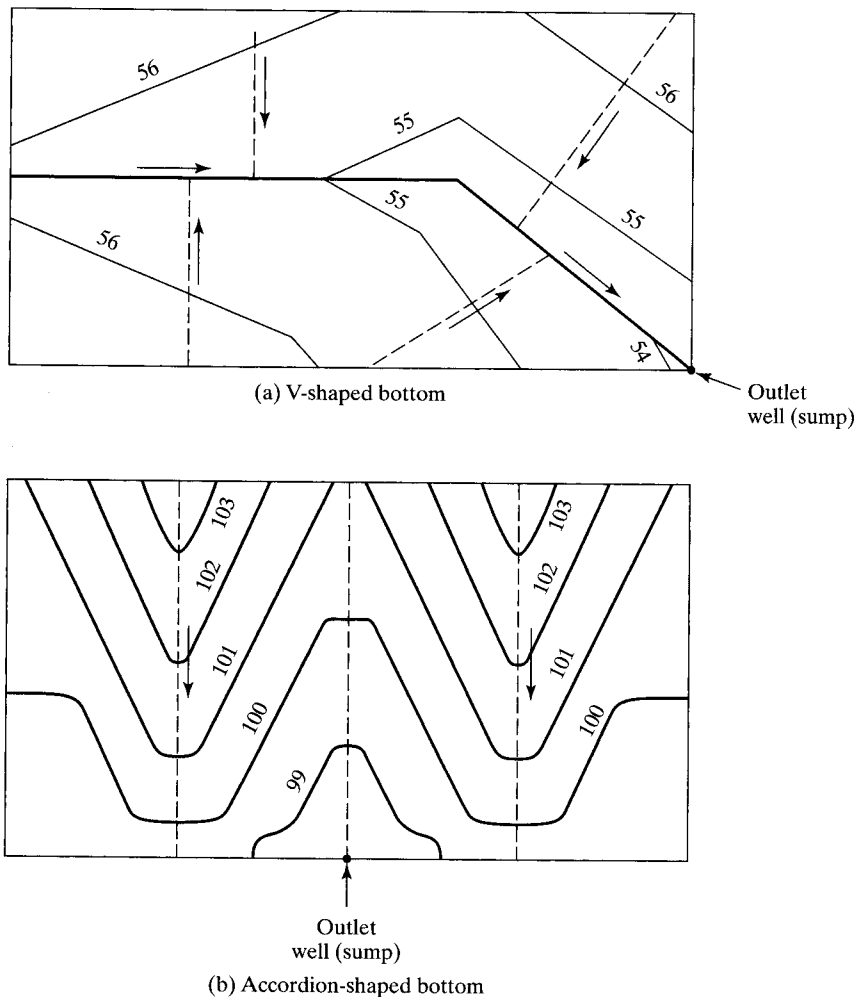 56
56
55
55
55
56
54
(a) V-shaped bottom
Outlet
well (sump)
103
103
102
102
101
101
100
100
99
Outlet
well (sump)
(b) Accordion-shaped bottom